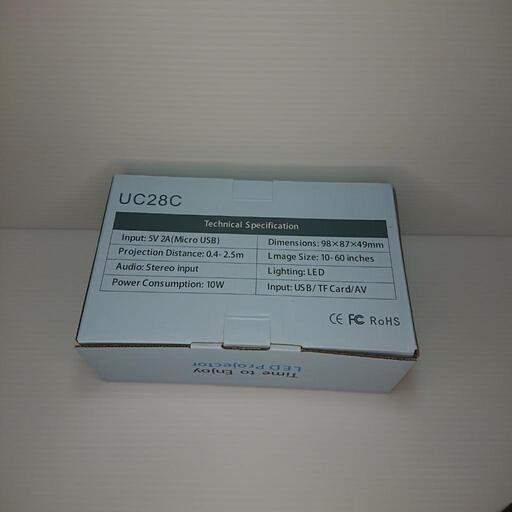 UC28C
Technical Specification
Input: 5V 2A(Micro USB)
Dimensions: 98×87×49mm
Projection Distance: 0.4- 2.5m
Lmage Size: 10-60 inches
Audio: Stereo input
Lighting: LED
Power Consumption: 10W
Input: USB/ TF Card/AV
CE FC RoHS
Time to Enjoy
LED Projector